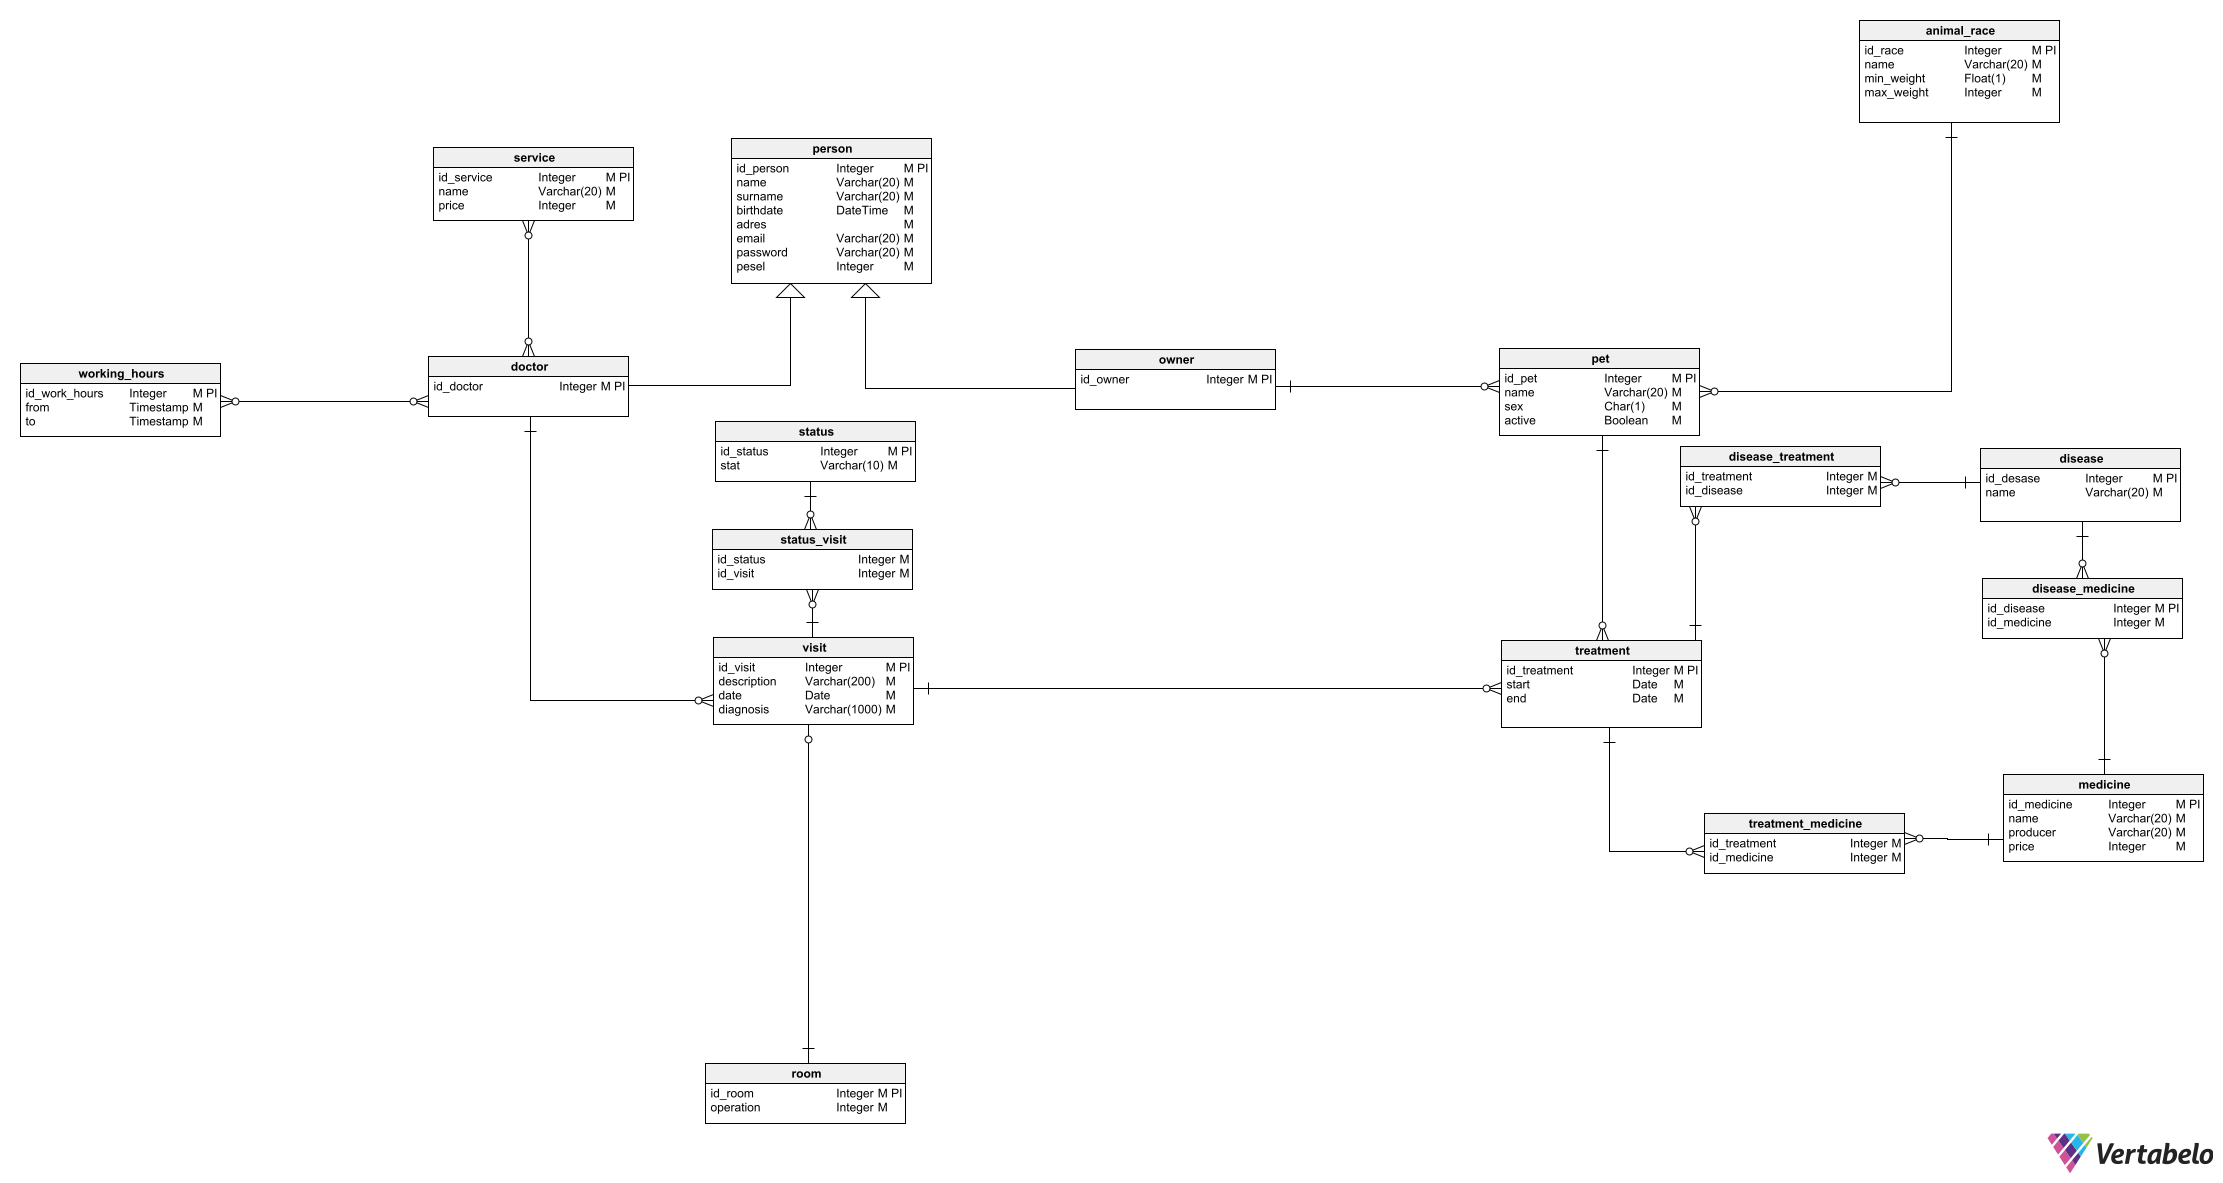 animal_race
id_race Integer M PI
name Varchar(20) M
min_weight Float(1) M
max_weight Integer M
person
id_person Integer M PI
name Varchar(20) M
surname Varchar(20) M
birthdate DateTime M
adres M
email Varchar(20) M
password Varchar(20) M
pesel Integer M
service
id_service Integer M PI
name Varchar(20) M
price Integer M
working_hours
id_work_hours Integer M PI
from Timestamp M
to Timestamp M
doctor
id_doctor Integer M PI
owner
id_owner Integer M PI
pet
id_pet Integer M PI
name Varchar(20) M
sex Char(1) M
active Boolean M
status
id_status Integer M PI
stat Varchar(10) M
disease_treatment
id_treatment Integer M
id_disease Integer M
disease
id_desase Integer M PI
name Varchar(20) M
status_visit
id_status Integer M
id_visit Integer M
disease_medicine
id_disease Integer M PI
id_medicine Integer M
visit
id_visit Integer M PI
description Varchar(200) M
date Date M
diagnosis Varchar(1000) M
treatment
id_treatment Integer M PI
start Date M
end Date M
medicine
id_medicine Integer M PI
name Varchar(20) M
producer Varchar(20) M
price Integer M
treatment_medicine
id_treatment Integer M
id_medicine Integer M
room
id_room Integer M PI
operation Integer M
Vertabelo